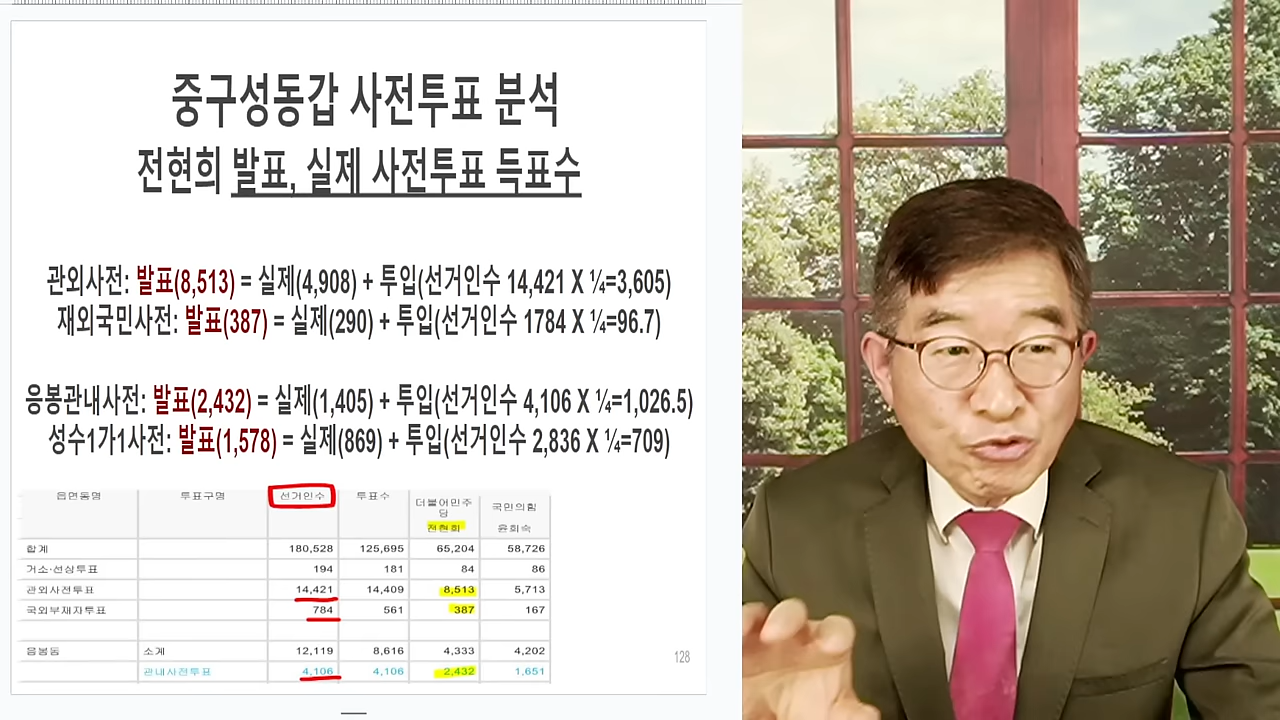 중구성동갑 사전투표 분석
전현희 발표, 실제 사전투표 득표수
관외사전: 발표(8,513) = 실제(4,908) + 투입(선거인수 14,421 X ¼=3,605)
재외국민사전: 발표(387) = 실제(290) + 투입(선거인수 1784 X ¼=96.7)
응봉관내사전: 발표(2,432) = 실제(1,405) + 투입(선거인수 4,106 X ¼=1,026.5)
성수1가1사전: 발표(1,578) = 실제(869) + 투입(선거인수 2,836 X ¼=709)
읍면동명 투표구명 선거인수 투표수 더불어민주당 전현희 국민의힘 윤희숙
합계 180,528 125,695 65,204 58,726
거소·선상투표 194 181 84 86
관외사전투표 14,421 14,409 8,513 5,713
국외부재자투표 784 561 387 167
응봉동 소계 12,119 8,616 4,333 4,202
관내사전투표 4,106 4,106 2,432 1,651
128